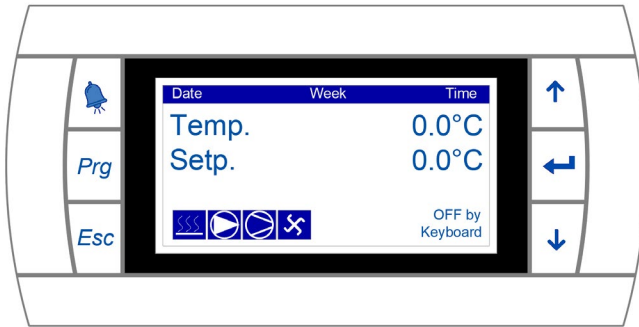 Date Week Time
Temp. 0.0°C
Prg
Setp. 0.0°C
Esc
OFF by
Keyboard